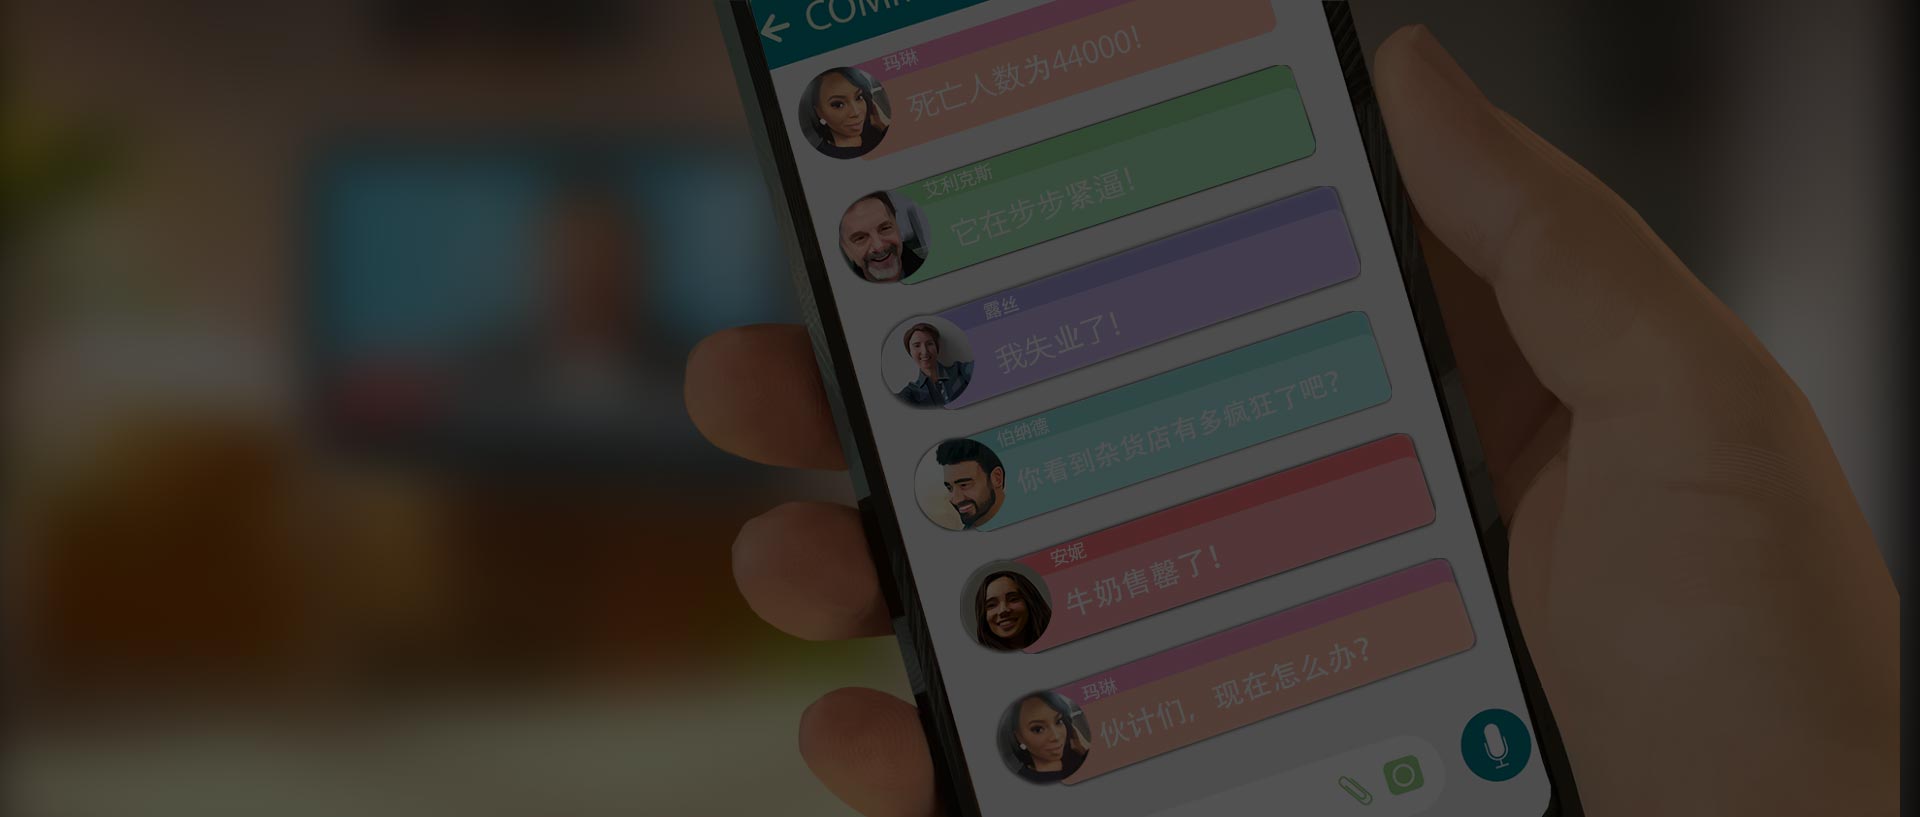 COMM
玛琳
死亡人数为44000!
艾利克斯
它在步步紧逼!
露丝
我失业了!
伯纳德
你看到杂货店有多疯狂了吧?
安妮
牛奶售罄了!
玛琳
伙计们，现在怎么办?